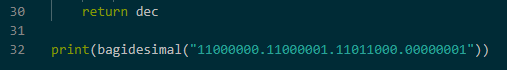 30 return dec
31
32 print(bagidesimal("11000000.11000001.11011000.00000001"))